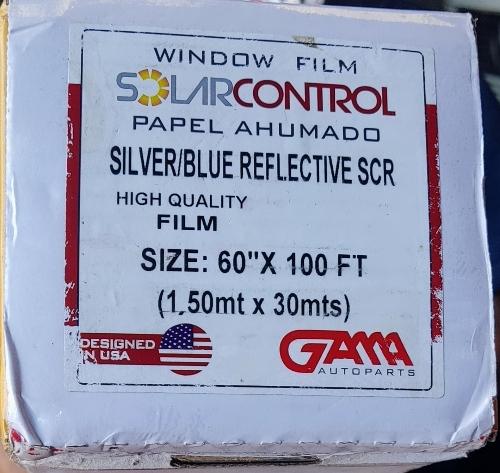 WINDOW FILM
SOLARCONTROL
PAPEL AHUMADO
SILVER/BLUE REFLECTIVE SCR
HIGH QUALITY
FILM
SIZE: 60"X 100 FT
(1.50mt x 30mts)
DESIGNED
IN USA
GAMA
AUTOPARTS